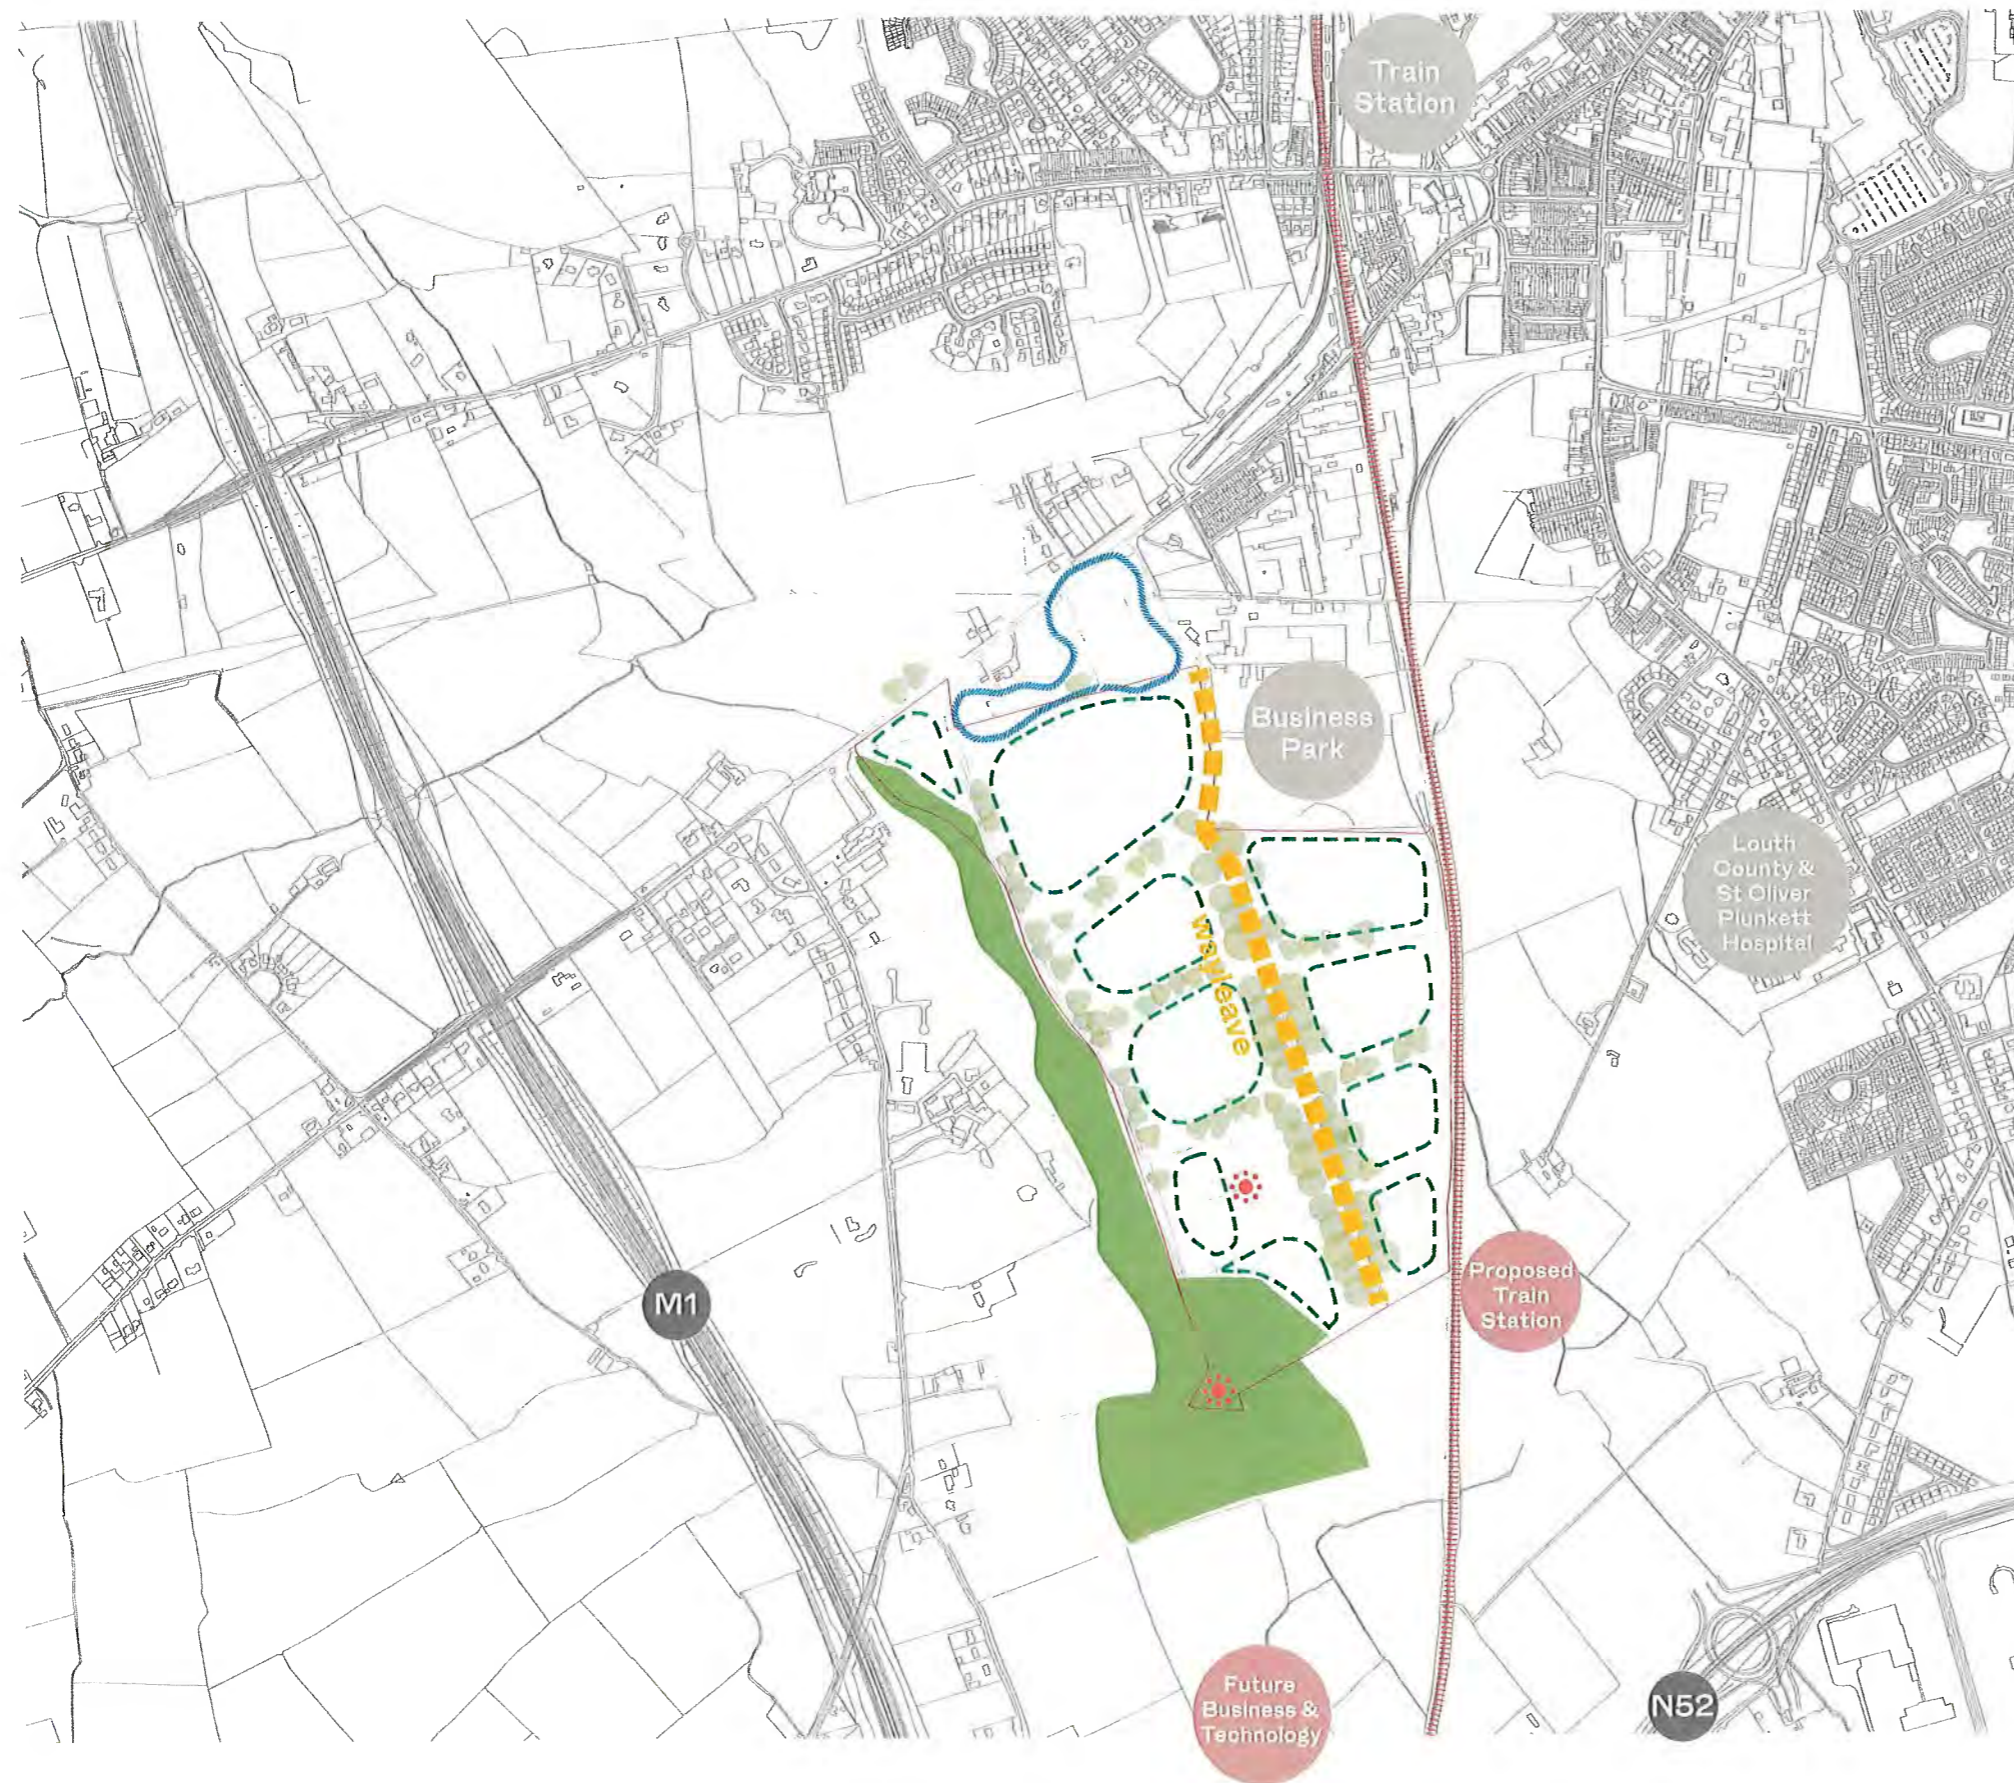 Train
Station
Business
Park
Louth
County &
St Oliver
Plunkett
Hospital
wayleave
M1
Proposed
Train
Station
Future
Business &
Technology
N52